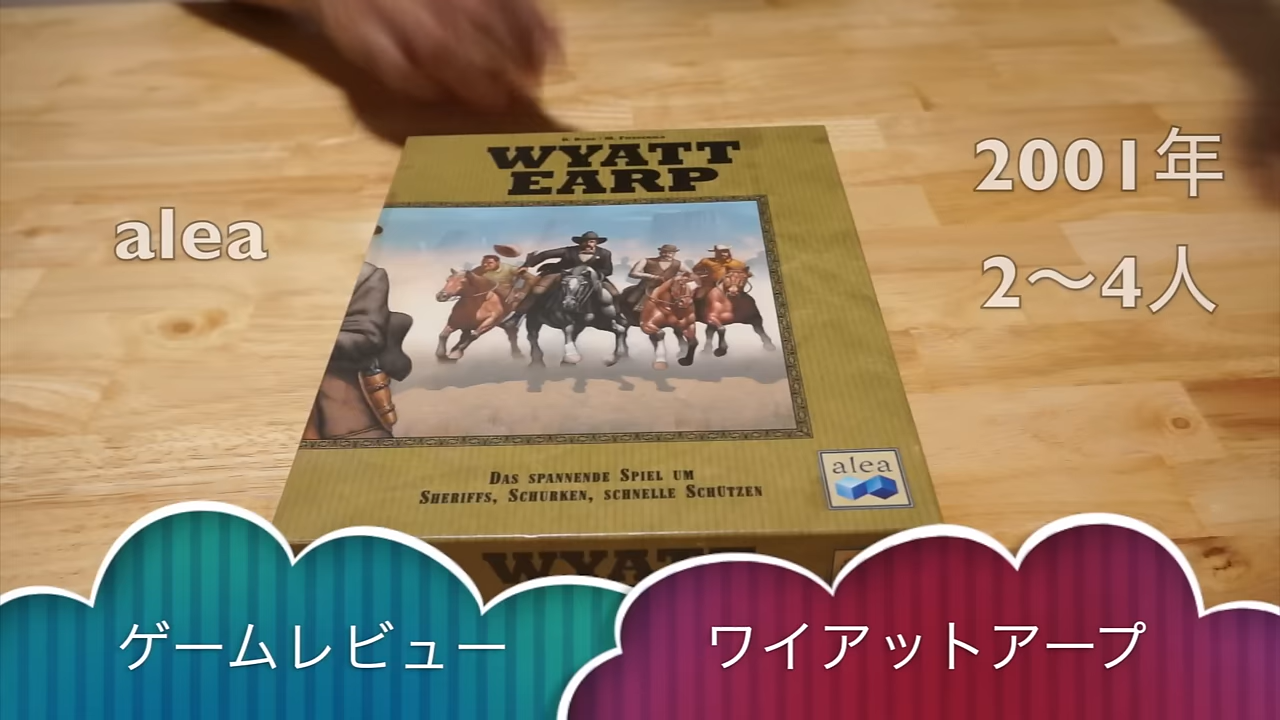 WYATT
EARP
alea
2001年
2〜4人
DAS SPANNENDE SPIEL UM
SHERIFFS, SCHURKEN, SCHNELLE SCHÜTZEN
alea
WYATT
ゲームレビュー
ワイアットアープ